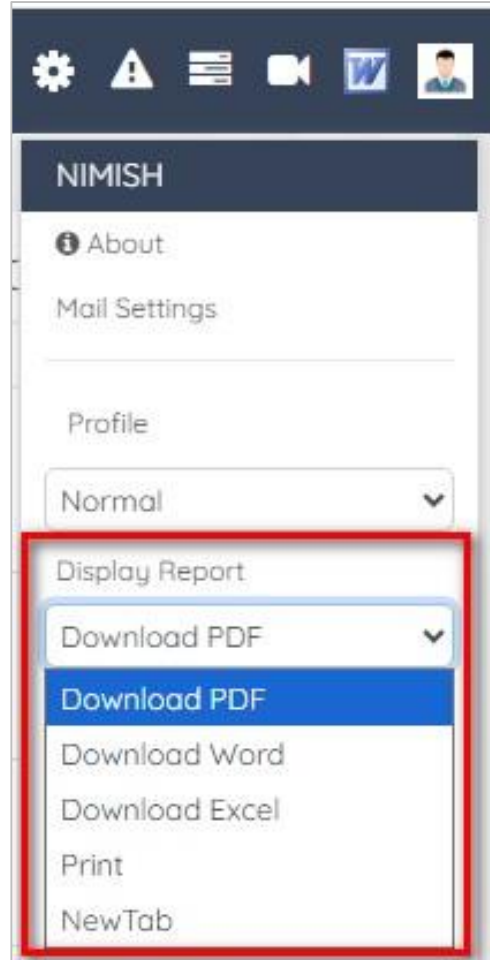 W
NIMISH
About
Mail Settings
Profile
Normal
Display Report
Download PDF
Download PDF
Download Word
Download Excel
Print
NewTab